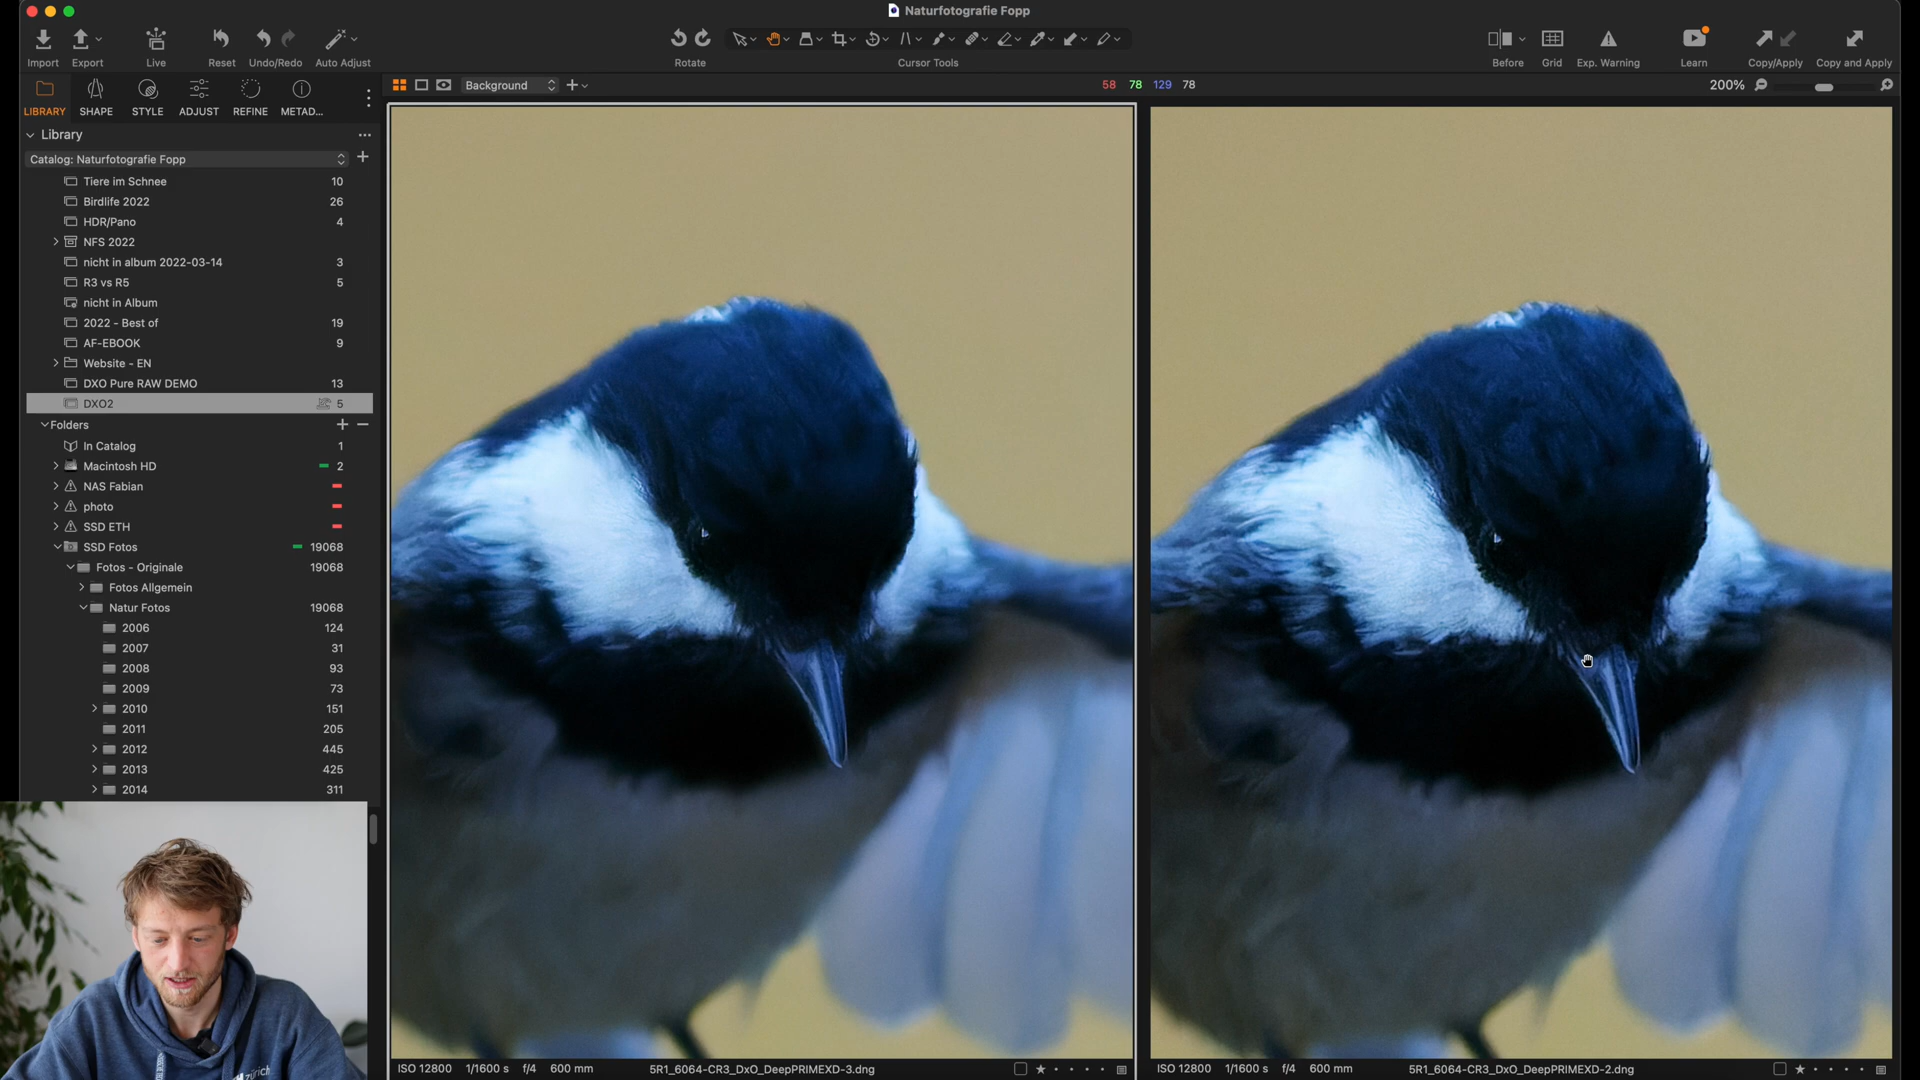 Naturfotografie Fopp
Import Export Live Reset Undo/Redo Auto Adjust Rotate Cursor Tools Before Grid Exp. Warning Learn Copy/Apply Copy and Apply
LIBRARY SHAPE STYLE ADJUST REFINE METAD...
Background 58 78 129 78 200%
Library
Catalog: Naturfotografie Fopp
Tiere im Schnee 10
Birdlife 2022 26
HDR/Pano 4
NFS 2022
nicht in album 2022-03-14 3
R3 vs R5 5
nicht in Album
2022 - Best of 19
AF-EBOOK 9
Website - EN
DXO Pure RAW DEMO 13
DXO2 5
Folders
In Catalog 1
Macintosh HD 2
NAS Fabian
photo
SSD ETH
SSD Fotos 19068
Fotos - Originale 19068
Fotos Allgemein
Natur Fotos 19068
2006 124
2007 31
2008 93
2009 73
2010 151
2011 205
2012 445
2013 425
2014 311
zürich
ISO 12800 1/1600 s f/4 600 mm 5R1_6064-CR3_DxO_DeepPRIMEXD-3.dng
ISO 12800 1/1600 s f/4 600 mm 5R1_6064-CR3_DxO_DeepPRIMEXD-2.dng